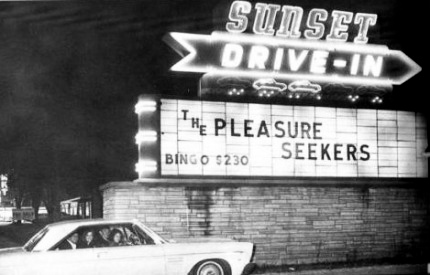 SUNSET
DRIVE-IN
THE PLEASURE
SEEKERS
BINGO $230